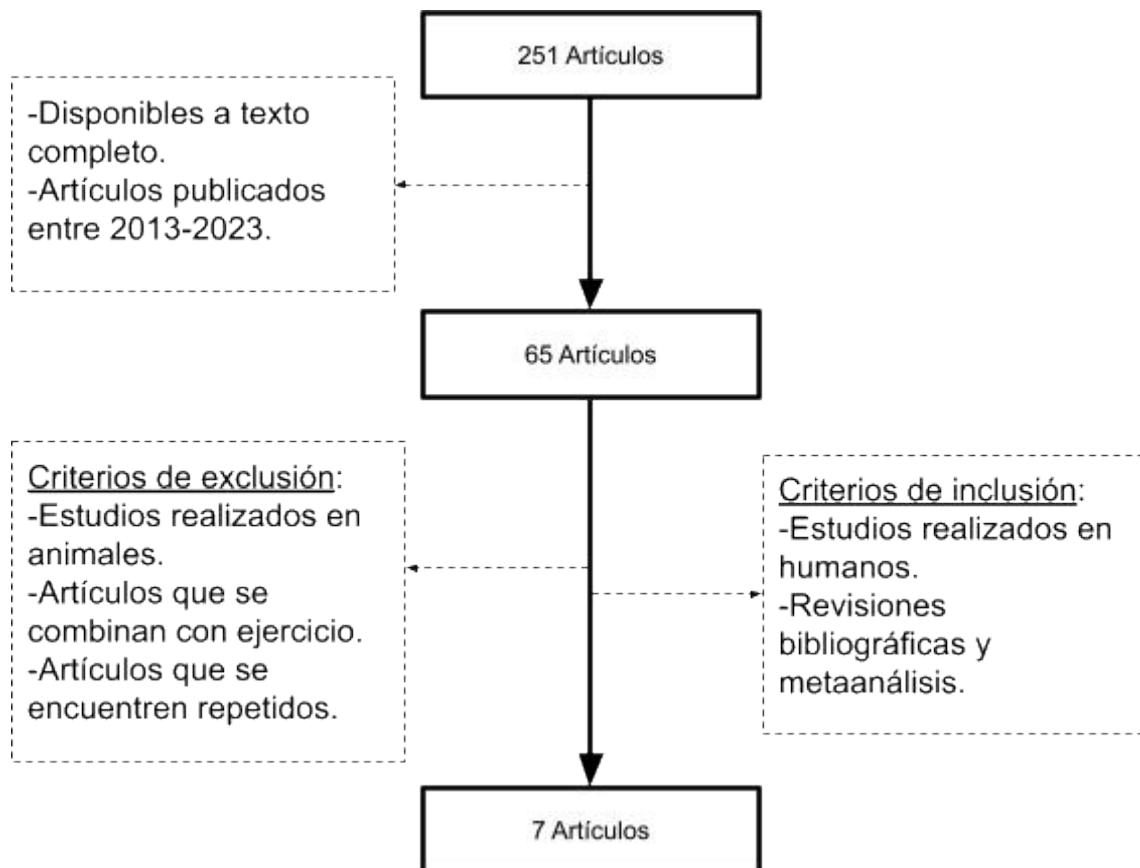 251 Artículos
-Disponibles a texto
completo.
-Artículos publicados
entre 2013-2023.
65 Artículos
Criterios de exclusión:
-Estudios realizados en
animales.
-Artículos que se
combinan con ejercicio.
-Artículos que se
encuentren repetidos.
Criterios de inclusión:
-Estudios realizados en
humanos.
-Revisiones
bibliográficas y
metaanálisis.
7 Artículos